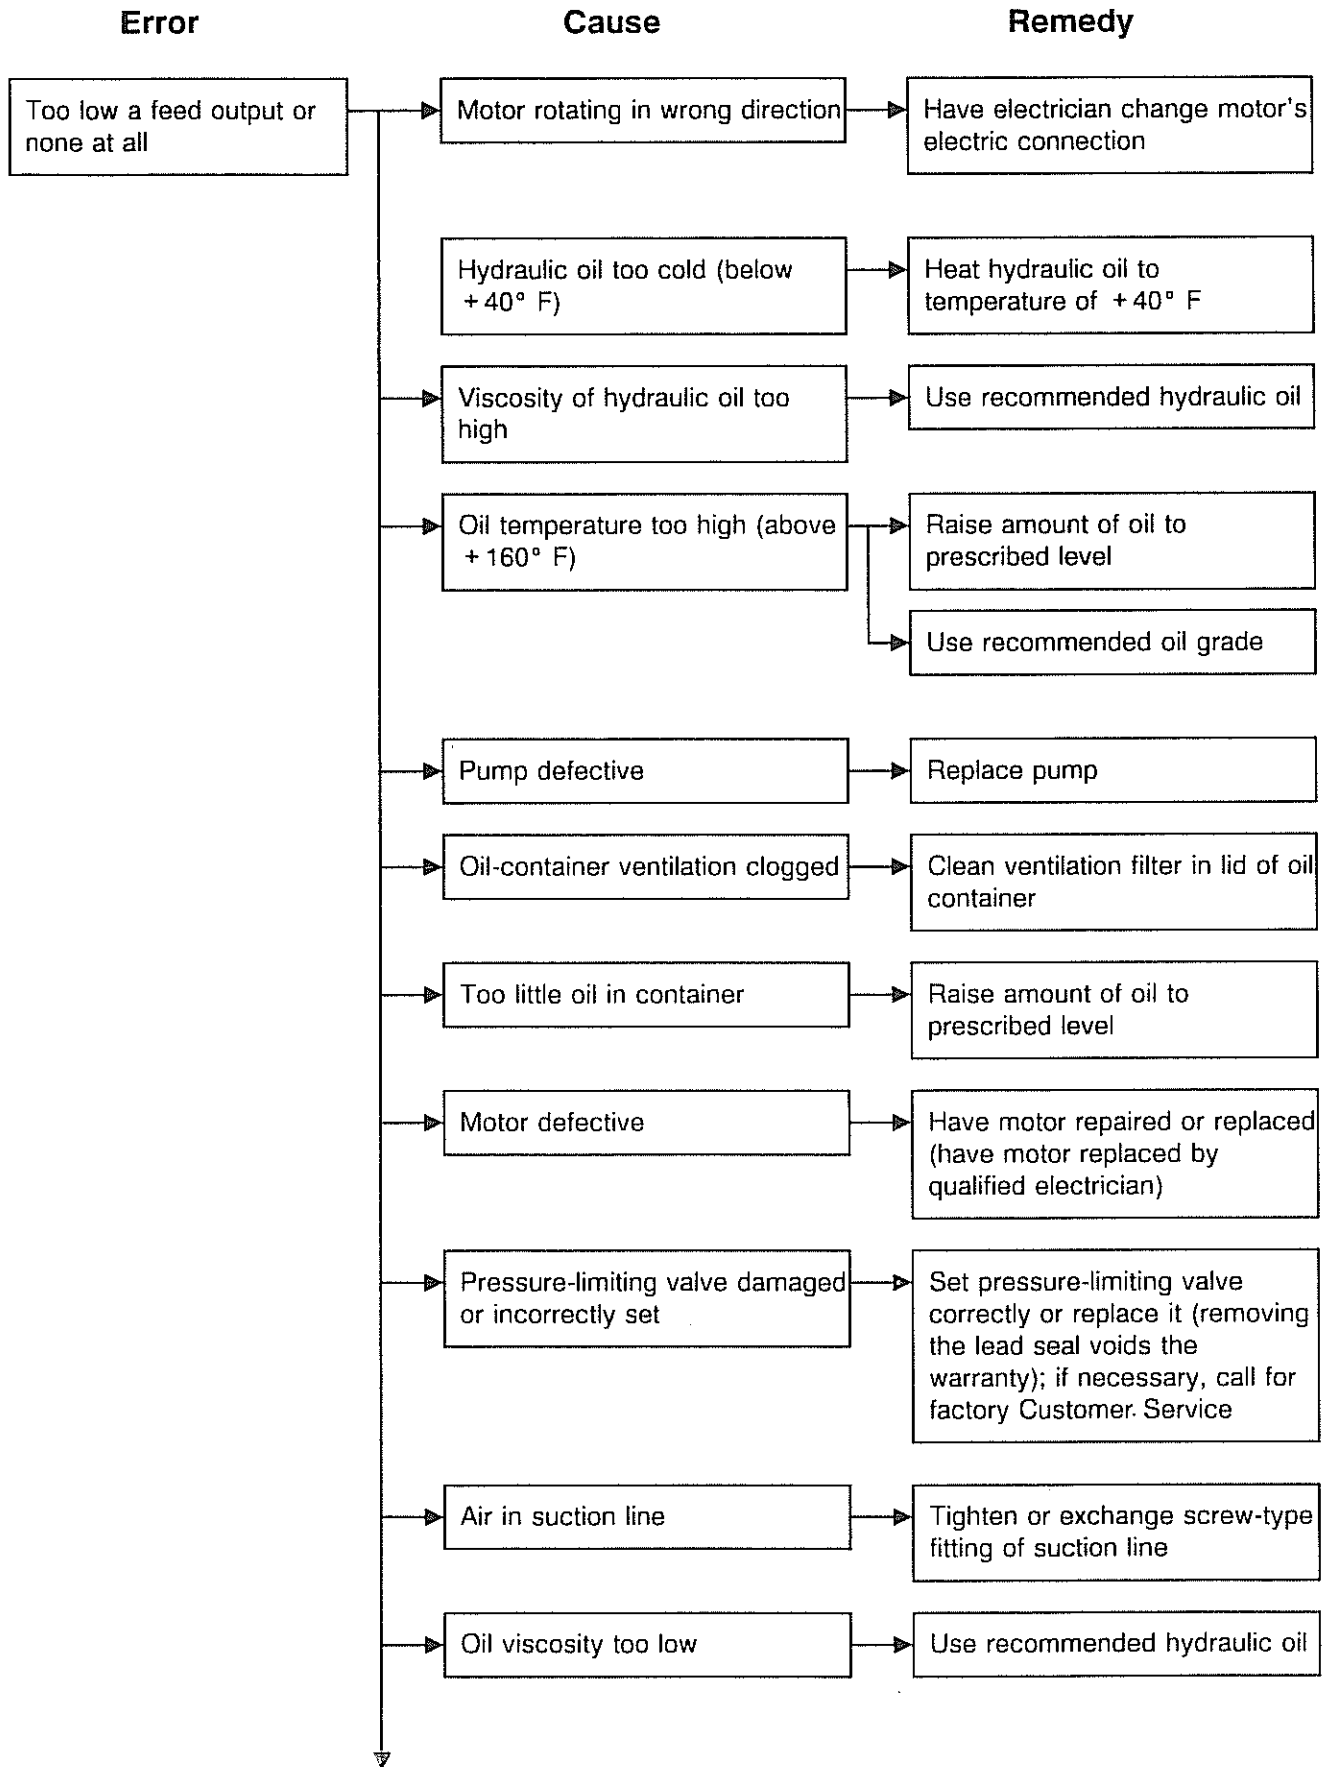 Error Cause Remedy
Too low a feed output or
none at all
Motor rotating in wrong direction
Have electrician change motor's
electric connection
Hydraulic oil too cold (below
+40° F)
Heat hydraulic oil to
temperature of +40° F
Viscosity of hydraulic oil too
high
Use recommended hydraulic oil
Oil temperature too high (above
+160° F)
Raise amount of oil to
prescribed level
Use recommended oil grade
Pump defective
Replace pump
Oil-container ventilation clogged
Clean ventilation filter in lid of oil
container
Too little oil in container
Raise amount of oil to
prescribed level
Motor defective
Have motor repaired or replaced
(have motor replaced by
qualified electrician)
Pressure-limiting valve damaged
or incorrectly set
Set pressure-limiting valve
correctly or replace it (removing
the lead seal voids the
warranty); if necessary, call for
factory Customer Service
Air in suction line
Tighten or exchange screw-type
fitting of suction line
Oil viscosity too low
Use recommended hydraulic oil